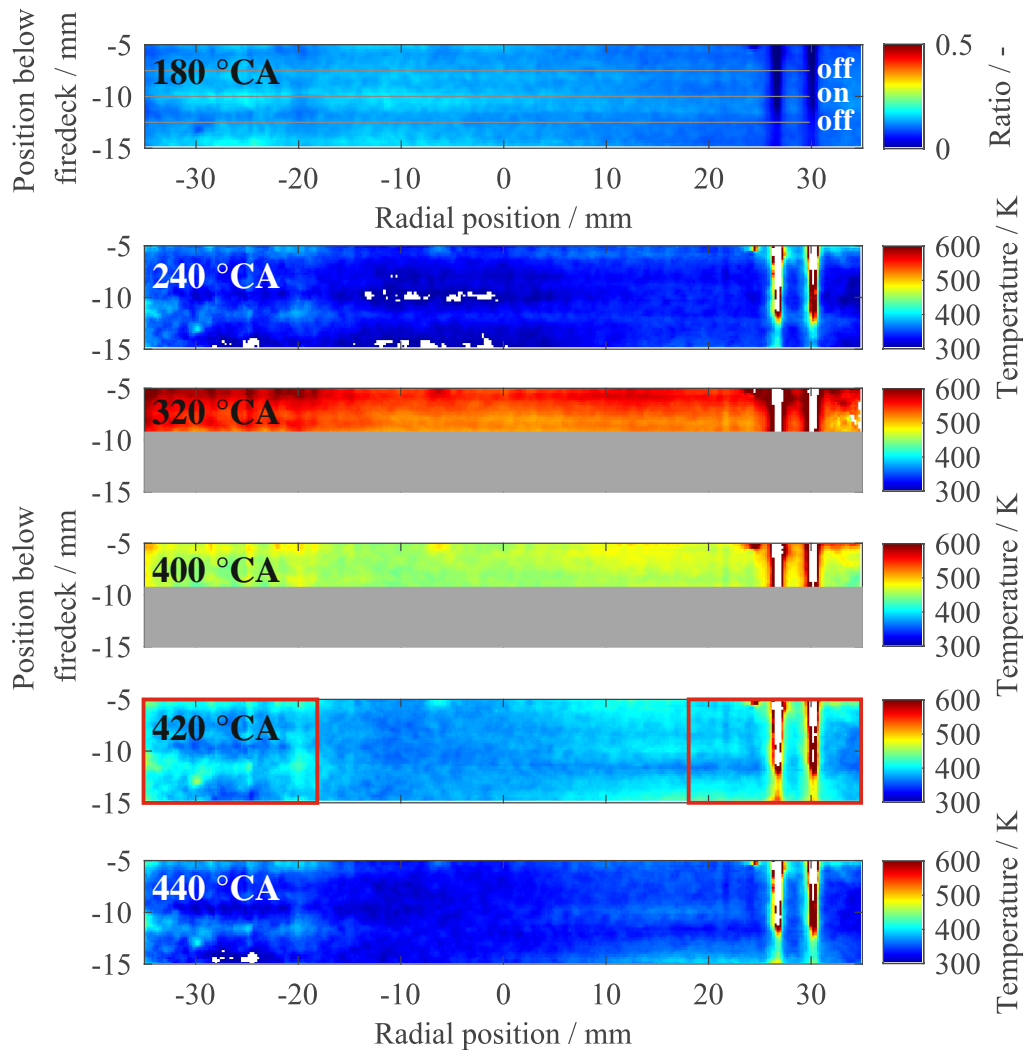 Position below
firedeck / mm
-5
-10
-15
180 °CA
off
on
off
-30
-20
-10
0
10
20
30
Radial position / mm
0.5
0
Ratio / -
-5
-10
-15
240 °CA
600
500
400
300
Temperature / K
-5
-10
-15
320 °CA
600
500
400
300
Temperature / K
Position below
firedeck / mm
-5
-10
-15
400 °CA
600
500
400
300
Temperature / K
-5
-10
-15
420 °CA
600
500
400
300
Temperature / K
-5
-10
-15
440 °CA
600
500
400
300
Temperature / K
-30
-20
-10
0
10
20
30
Radial position / mm